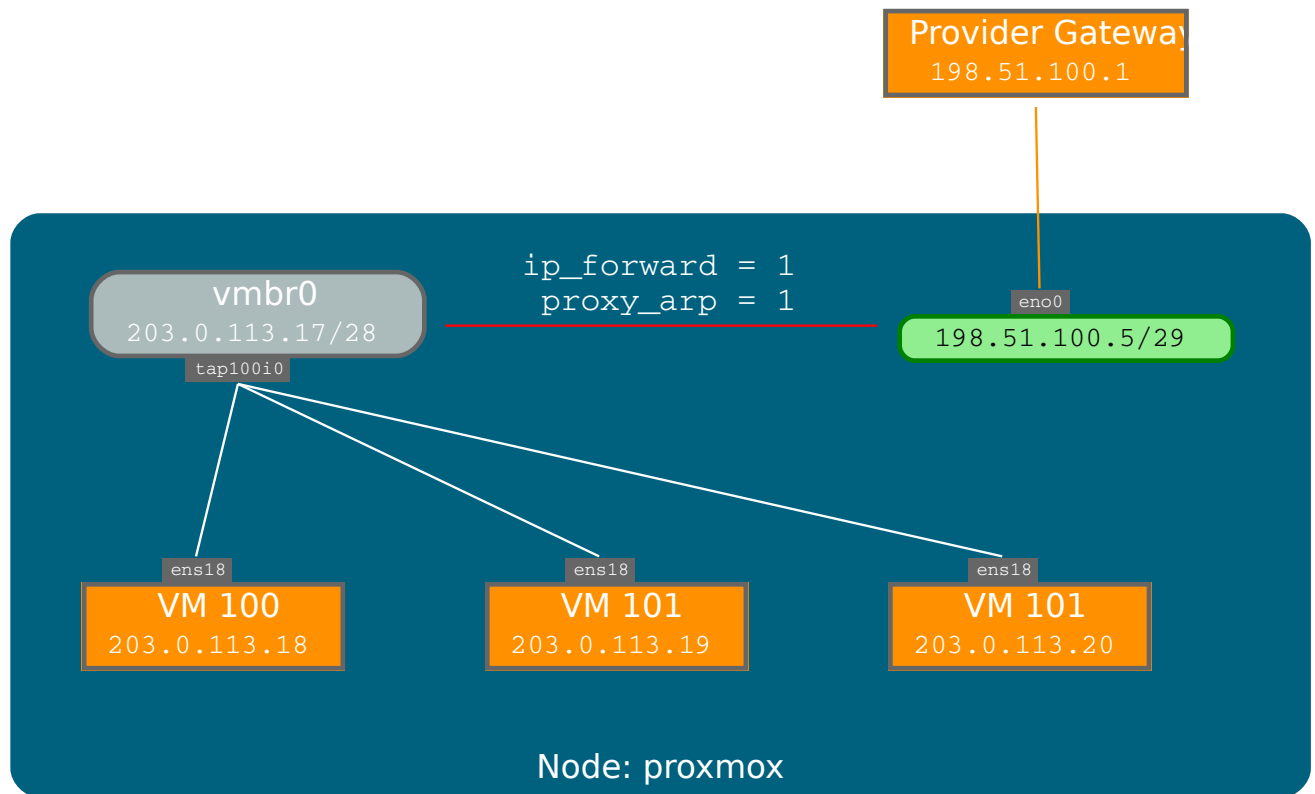 Provider Gateway
198.51.100.1
ip_forward = 1
proxy_arp = 1
vmbr0
203.0.113.17/28
tap100i0
eno0
198.51.100.5/29
ens18
VM 100
203.0.113.18
ens18
VM 101
203.0.113.19
ens18
VM 101
203.0.113.20
Node: proxmox